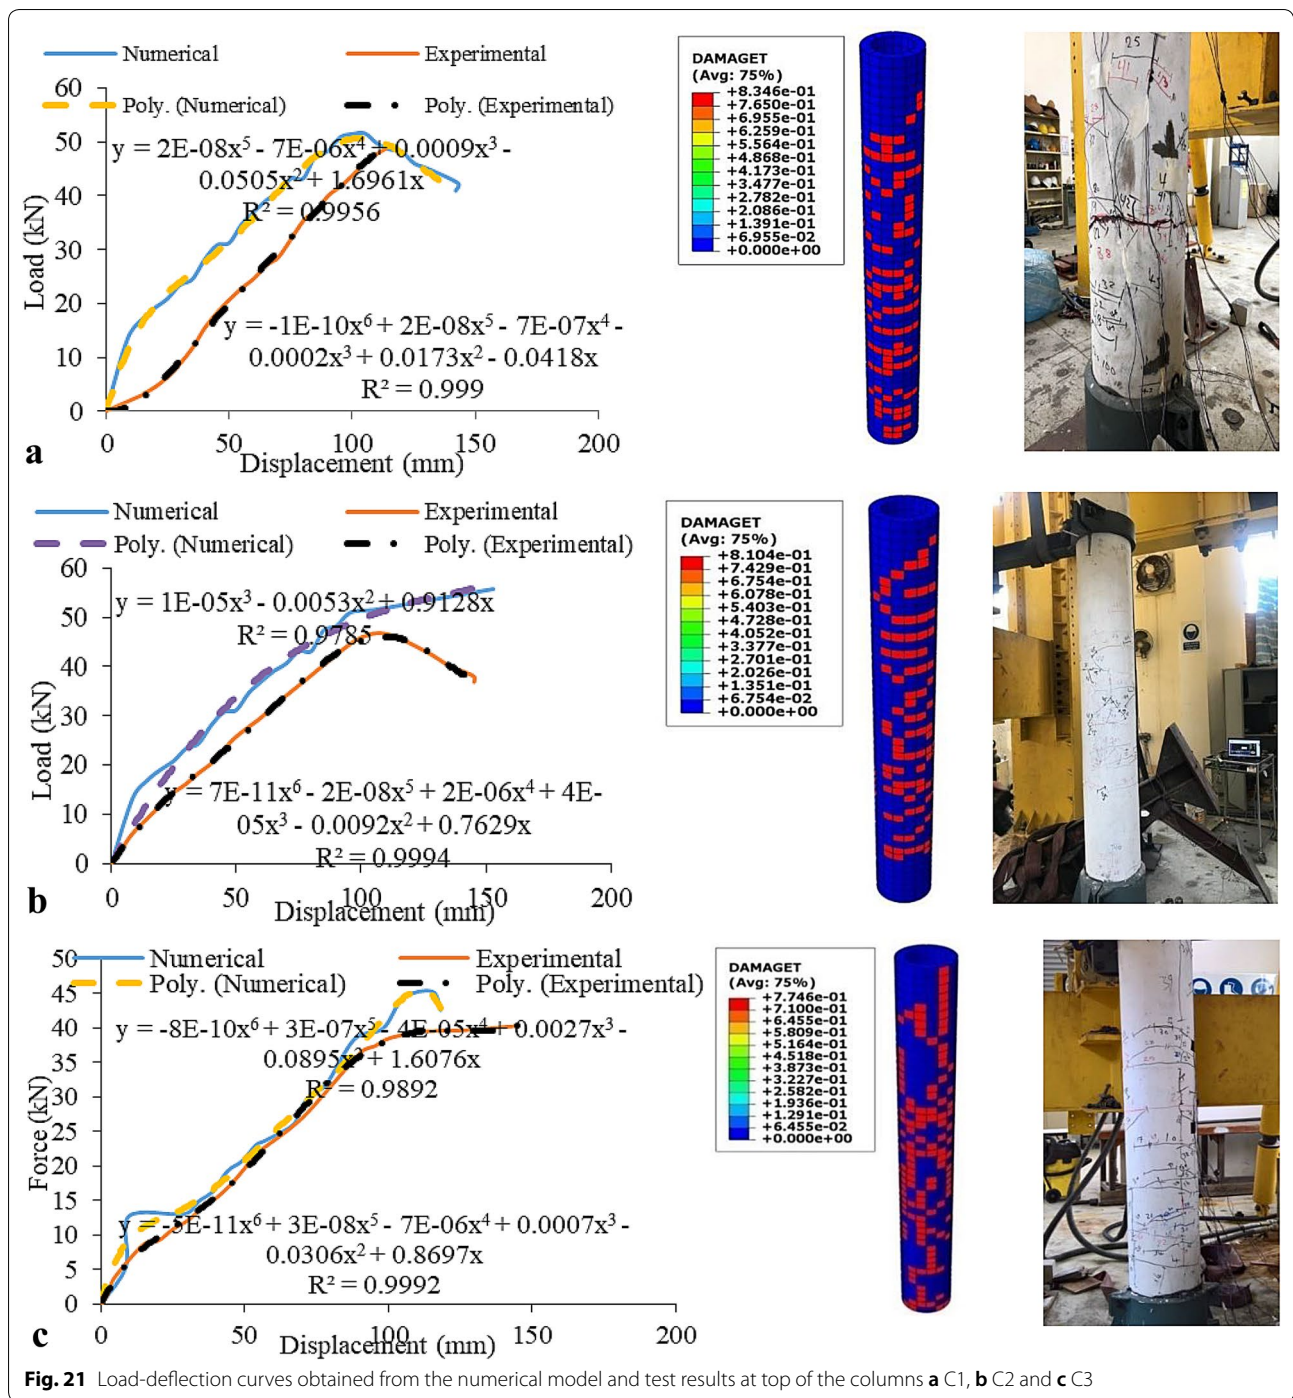 Numerical
Experimental
Poly. (Numerical)
Poly. (Experimental)
y = 2E-08x⁵ - 7E-06x⁴ + 0.0009x³ -
0.0505x² + 1.6961x
R² = 0.9956
y = -1E-10x⁶ + 2E-08x⁵ - 7E-07x⁴ -
0.0002x³ + 0.0173x² - 0.0418x
R² = 0.999
Load (kN)
60
50
40
30
20
10
0
0 50 100 150 200
Displacement (mm)
a
DAMAGET
(Avg: 75%)
+8.346e-01
+7.650e-01
+6.955e-01
+6.259e-01
+5.564e-01
+4.868e-01
+4.173e-01
+3.477e-01
+2.782e-01
+2.086e-01
+1.391e-01
+6.955e-02
+0.000e+00
25
Numerical
Experimental
Poly. (Numerical)
Poly. (Experimental)
y = 1E-05x³ - 0.0053x² + 0.9128x
R² = 0.9785
y = 7E-11x⁶ - 2E-08x⁵ + 2E-06x⁴ + 4E-
05x³ - 0.0092x² + 0.7629x
R² = 0.9994
Load (kN)
60
50
40
30
20
10
0
0 50 100 150 200
Displacement (mm)
b
DAMAGET
(Avg: 75%)
+8.104e-01
+7.429e-01
+6.754e-01
+6.078e-01
+5.403e-01
+4.728e-01
+4.052e-01
+3.377e-01
+2.701e-01
+2.026e-01
+1.351e-01
+6.754e-02
+0.000e+00
Numerical
Experimental
Poly. (Numerical)
Poly. (Experimental)
y = -8E-10x⁶ + 3E-07x⁵ - 4E-05x⁴ + 0.0027x³ -
0.0895x² + 1.6076x
R² = 0.9892
y = -5E-11x⁶ + 3E-08x⁵ - 7E-06x⁴ + 0.0007x³ -
0.0306x² + 0.8697x
R² = 0.9992
Force (kN)
50
45
40
35
30
25
20
15
10
5
0
0 50 100 150 200
Displacement (mm)
c
DAMAGET
(Avg: 75%)
+7.746e-01
+7.100e-01
+6.455e-01
+5.809e-01
+5.164e-01
+4.518e-01
+3.873e-01
+3.227e-01
+2.582e-01
+1.936e-01
+1.291e-01
+6.455e-02
+0.000e+00
Fig. 21 Load-deflection curves obtained from the numerical model and test results at top of the columns a C1, b C2 and c C3